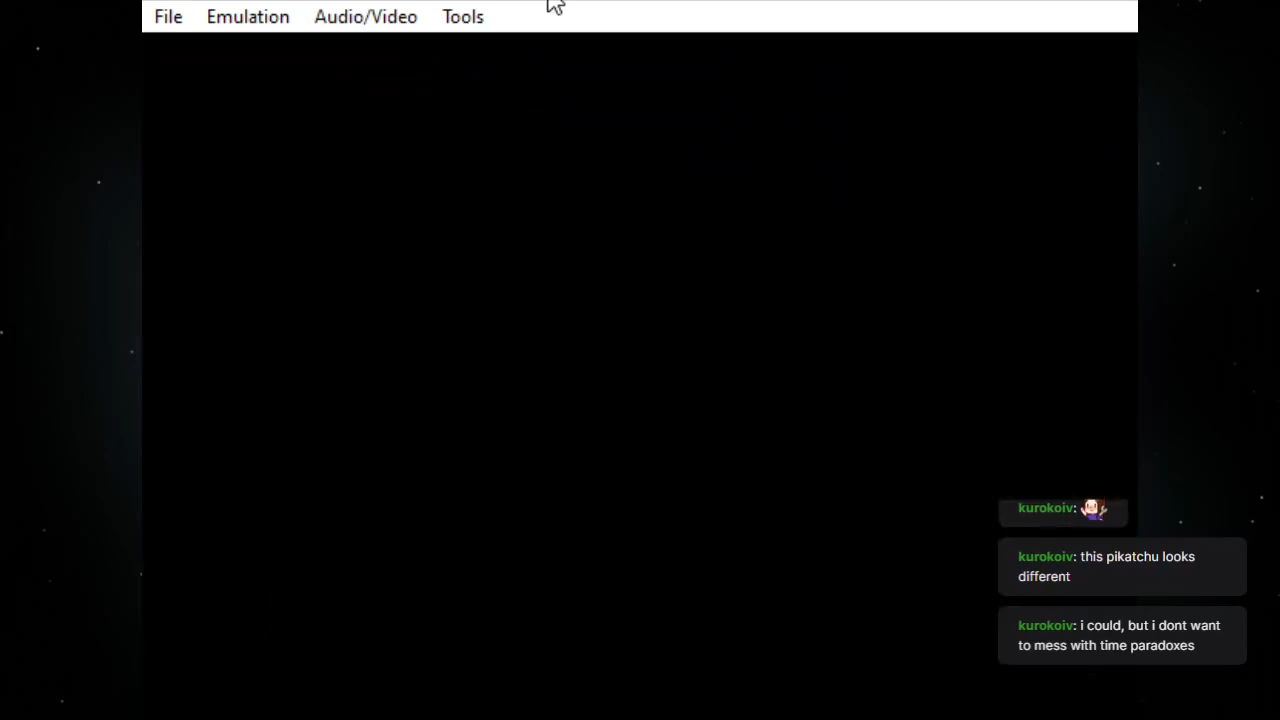 File Emulation Audio/Video Tools
kurokoiv:
kurokoiv: this pikatchu looks
different
kurokoiv: i could, but i dont want
to mess with time paradoxes